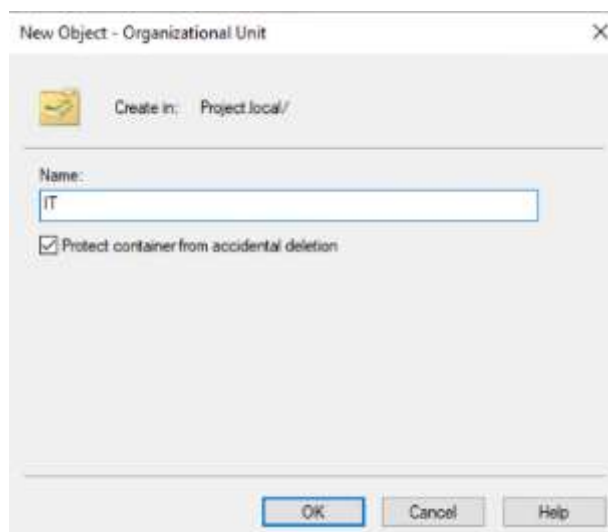 New Object - Organizational Unit
Create in: Project.local/
Name:
IT
Protect container from accidental deletion
OK Cancel Help